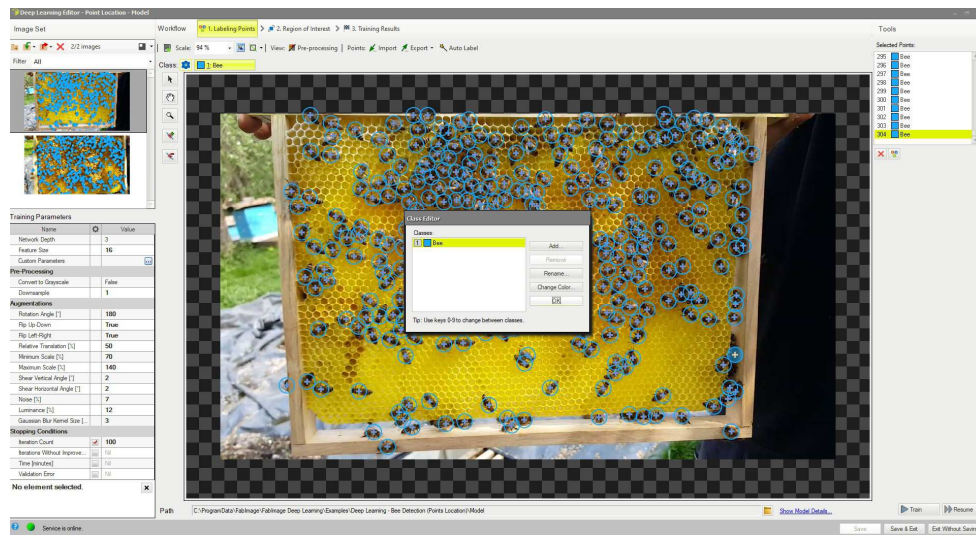 Deep Learning Editor - Point Location - Model
Image Set
Workflow
1. Labeling Points
2. Region of Interest
3. Training Results
Tools
2/2 images
Scale: 94 %
View: Pre-processing
Points: Import Export
Auto Label
Selected Points:
Filter All
Class: 1: Bee
295 Bee
296 Bee
297 Bee
298 Bee
299 Bee
300 Bee
301 Bee
302 Bee
303 Bee
304 Bee
Class Editor
Classes:
1 Bee
Add...
Remove
Rename...
Change Color...
OK
Tip: Use keys 0-9 to change between classes.
Training Parameters
Name Value
Network Depth 3
Feature Size 16
Custom Parameters
Pre-Processing
Convert to Grayscale False
Downsample 1
Augmentations
Rotation Angle [°] 180
Flip Up-Down True
Flip Left-Right True
Relative Translation [%] 50
Minimum Scale [%] 70
Maximum Scale [%] 140
Shear Vertical Angle [°] 2
Shear Horizontal Angle [°] 2
Noise [%] 7
Luminance [%] 12
Gaussian Blur Kernel Size [... 3
Stopping Conditions
Iteration Count 100
Iterations Without Improve... Nil
Time [minutes] Nil
Validation Error Nil
No element selected.
Path C:\ProgramData\FabImage\FabImage Deep Learning\Examples\Deep Learning - Bee Detection (Points Location)\Model
Show Model Details...
Train
Resume
Service is online.
Save
Save & Exit
Exit Without Saving